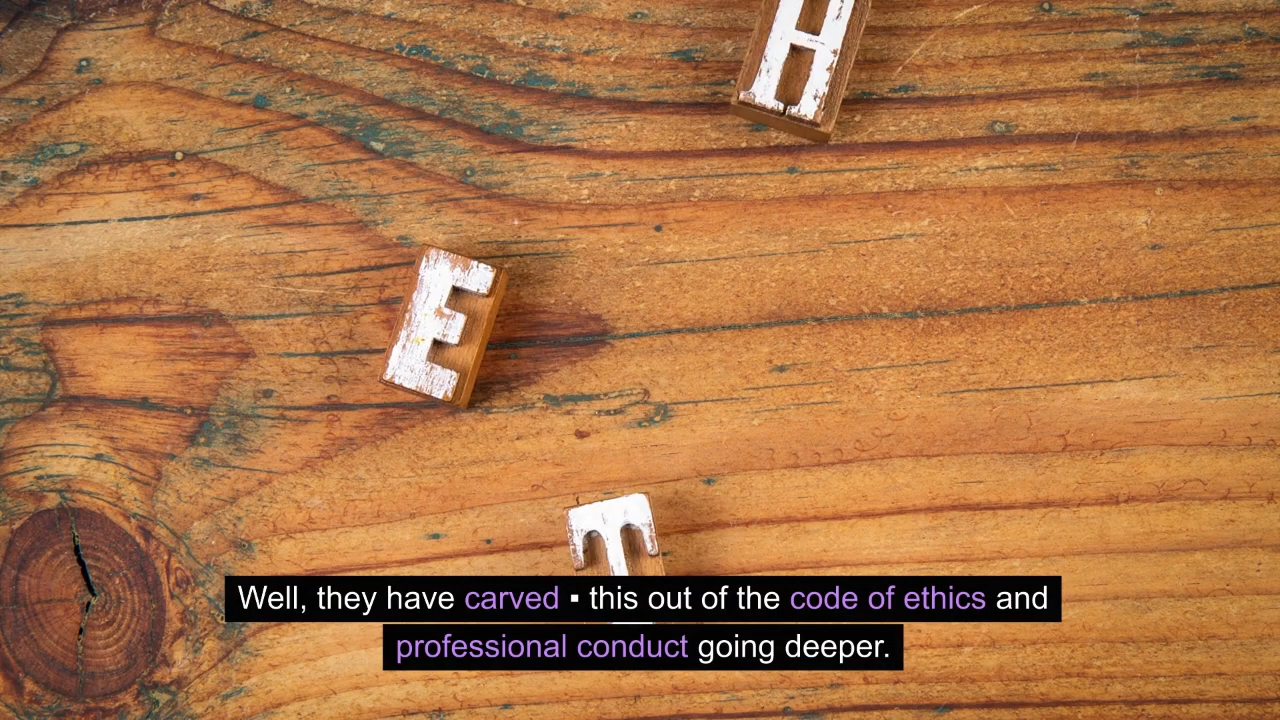 H
E
T
Well, they have carved ▪ this out of the code of ethics and
professional conduct going deeper.